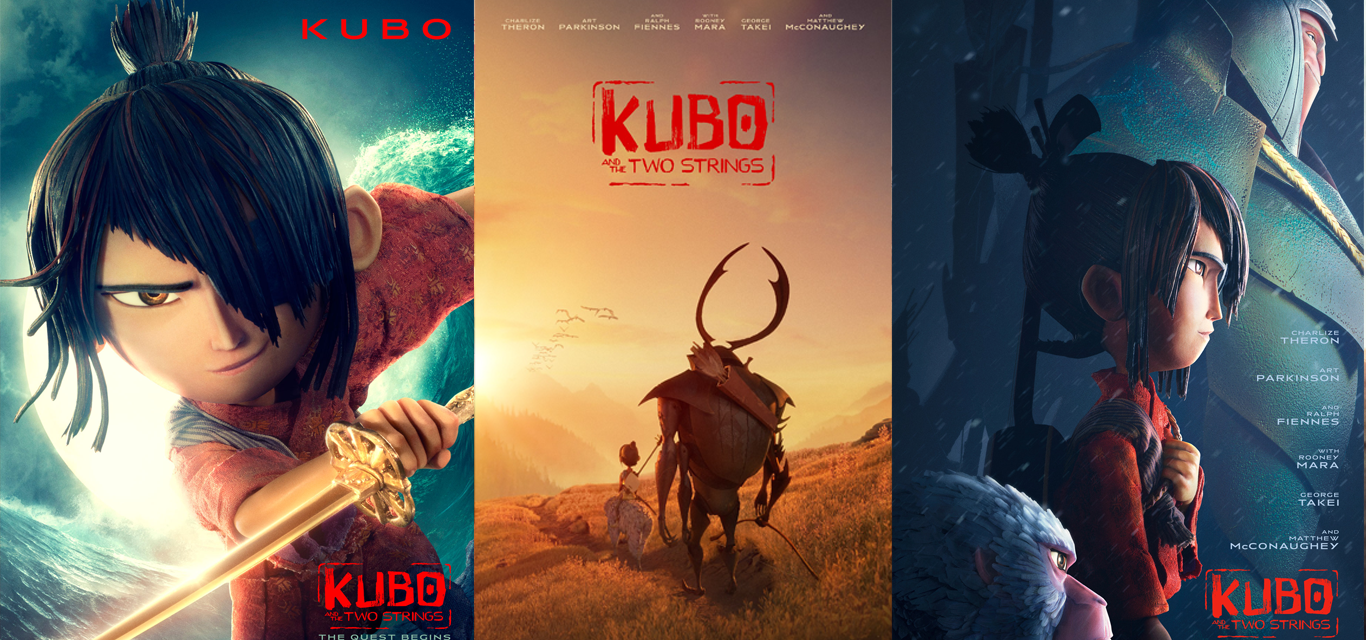 KUBO
KUBO
AND THE TWO STRINGS
THE QUEST BEGINS
CHARLIZE THERON
ART PARKINSON
AND RALPH FIENNES
WITH ROONEY MARA
GEORGE TAKEI
AND MATTHEW McCONAUGHEY
KUBO
AND THE TWO STRINGS
CHARLIZE
THERON
ART
PARKINSON
AND
RALPH
FIENNES
WITH
ROONEY
MARA
GEORGE
TAKEI
AND
MATTHEW
McCONAUGHEY
KUBO
AND THE TWO STRINGS